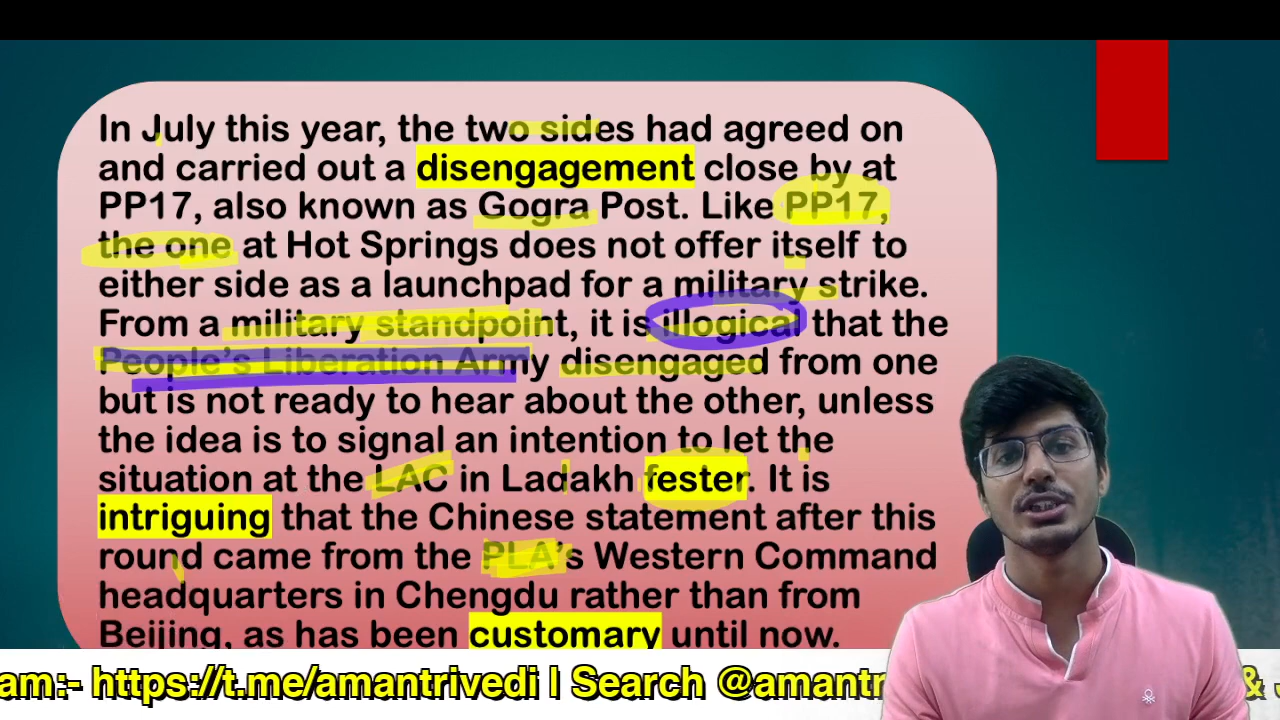 In July this year, the two sides had agreed on
and carried out a disengagement close by at
PP17, also known as Gogra Post. Like PP17,
the one at Hot Springs does not offer itself to
either side as a launchpad for a military strike.
From a military standpoint, it is illogical that the
People's Liberation Army disengaged from one
but is not ready to hear about the other, unless
the idea is to signal an intention to let the
situation at the LAC in Ladakh fester. It is
intriguing that the Chinese statement after this
round came from the PLA's Western Command
headquarters in Chengdu rather than from
Beijing, as has been customary until now.
am:- https://t.me/amantrivedi | Search @amantr &